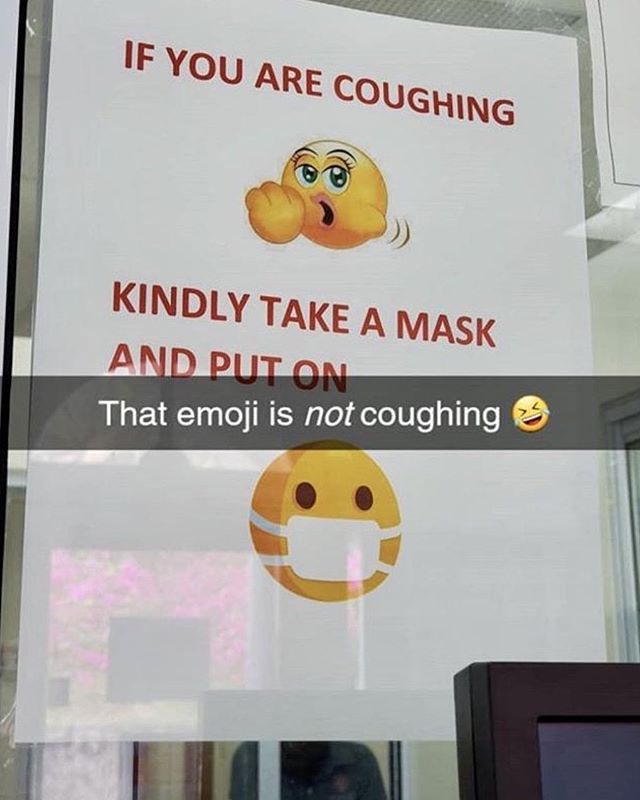 IF YOU ARE COUGHING
KINDLY TAKE A MASK
AND PUT ON
That emoji is not coughing 🤣